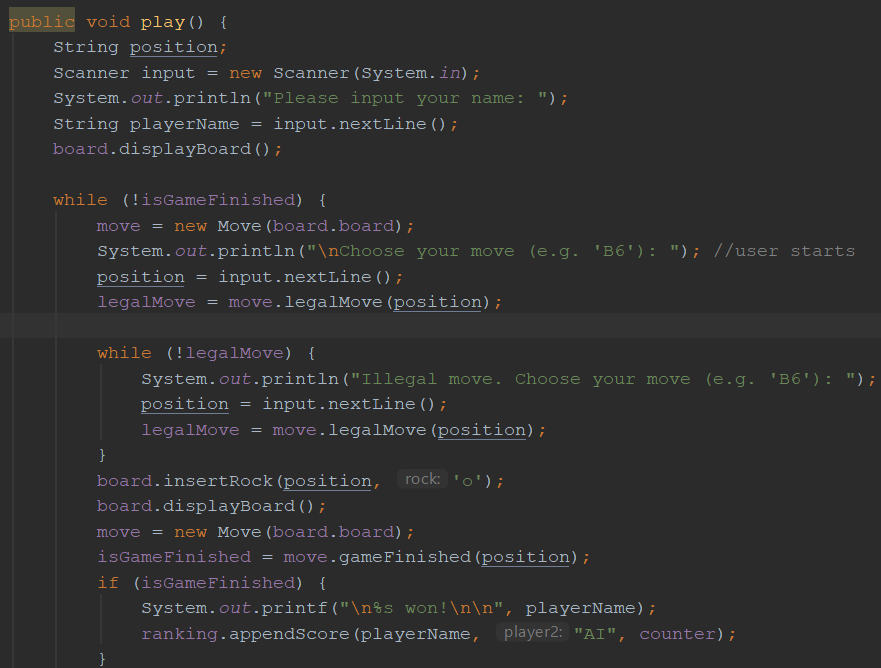 public void play() {
    String position;
    Scanner input = new Scanner(System.in);
    System.out.println("Please input your name: ");
    String playerName = input.nextLine();
    board.displayBoard();

    while (!isGameFinished) {
        move = new Move(board.board);
        System.out.println("\nChoose your move (e.g. 'B6'): "); //user starts
        position = input.nextLine();
        legalMove = move.legalMove(position);

        while (!legalMove) {
            System.out.println("Illegal move. Choose your move (e.g. 'B6'): ");
            position = input.nextLine();
            legalMove = move.legalMove(position);
        }
        board.insertRock(position, rock: 'o');
        board.displayBoard();
        move = new Move(board.board);
        isGameFinished = move.gameFinished(position);
        if (isGameFinished) {
            System.out.printf("\n%s won!\n\n", playerName);
            ranking.appendScore(playerName, player2: "AI", counter);
        }